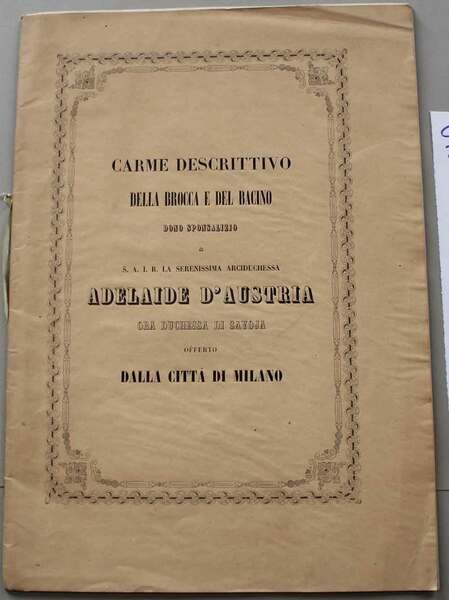 CARME DESCRITTIVO
DELLA BROCCA E DEL BACINO
DONO SPONSALIZIO
A
S. A. I. R. LA SERENISSIMA ARCIDUCHESSA
ADELAIDE D'AUSTRIA
ORA DUCHESSA DI SAVOJA
OFFERTO
DALLA CITTÀ DI MILANO